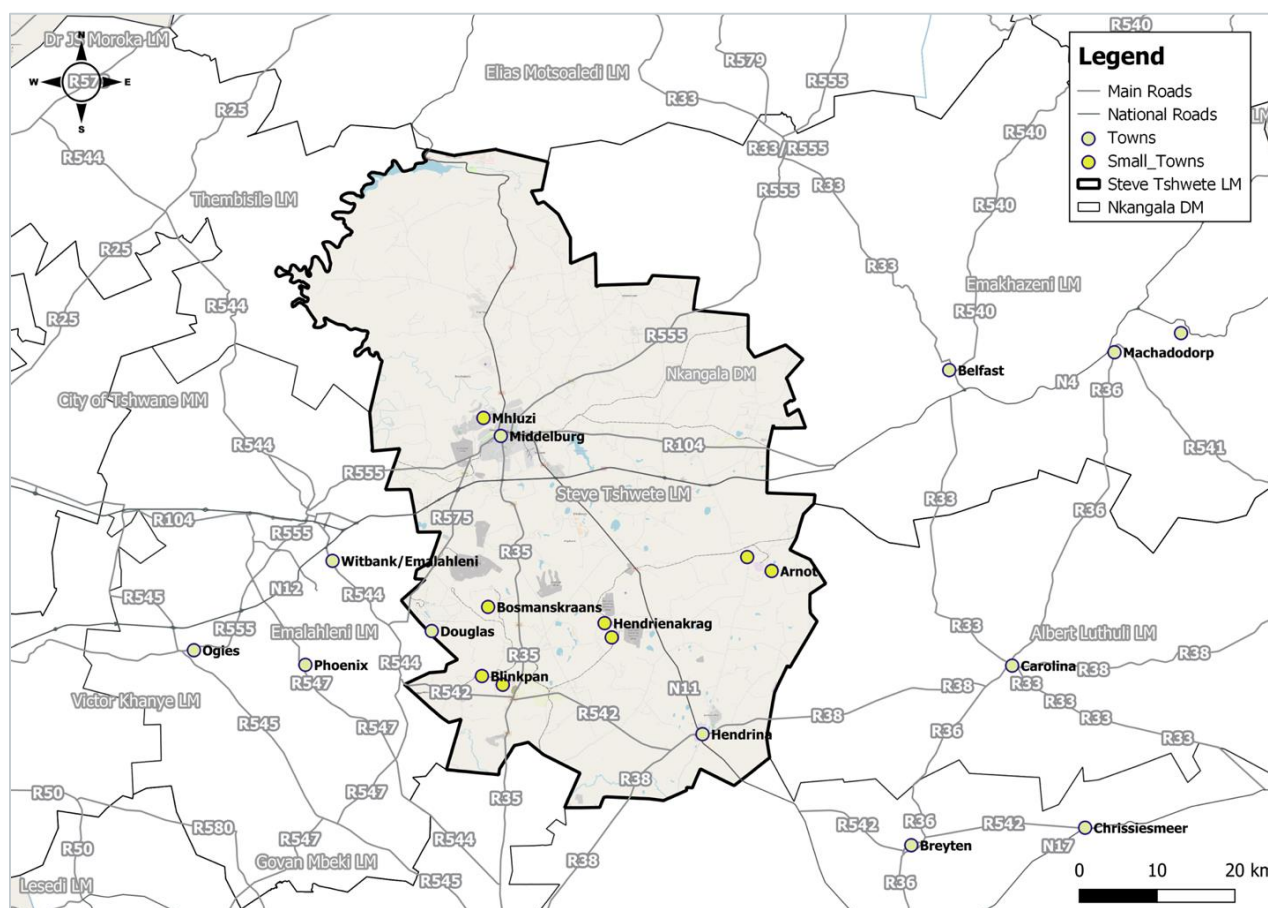 Dr JS Moroka LM
N
W
E
S
R573
R25
R544
Thembisile LM
R25
R25
R544
Elias Motsoaledi LM
R579
R555
R33
R33/R555
R555
R33
R33
R540
R540
R540
R540
LM
Legend
Main Roads
National Roads
Towns
Small_Towns
Steve Tshwete LM
Nkangala DM
Emakhazeni LM
Machadodorp
Belfast
N4
R36
R541
R555
Nkangala DM
City of Tshwane MM
R544
Mhluzi
Middelburg
R104
R555
Steve Tshwete LM
R104
R555
R575
R35
R33
R36
Witbank/Emalahleni
N12
R544
R545
R555
Emalahleni LM
Arnot
Bosmanskraans
Hendrienakrag
Douglas
Ogies
Phoenix
R547
R544
R35
Blinkpan
R542
R542
N11
R38
R38
Hendrina
R33
Albert Luthuli LM
R38
Carolina
R38
R33
R33
R33
R33
R36
Victor Khanye LM
R545
R547
R50
R580
R547
R547
R50
Govan Mbeki LM
R545
R544
R35
R38
R38
Lesedi LM
R542
R36
R542
Chrissiesmeer
Breyten
N17
R36
0 10 20 km